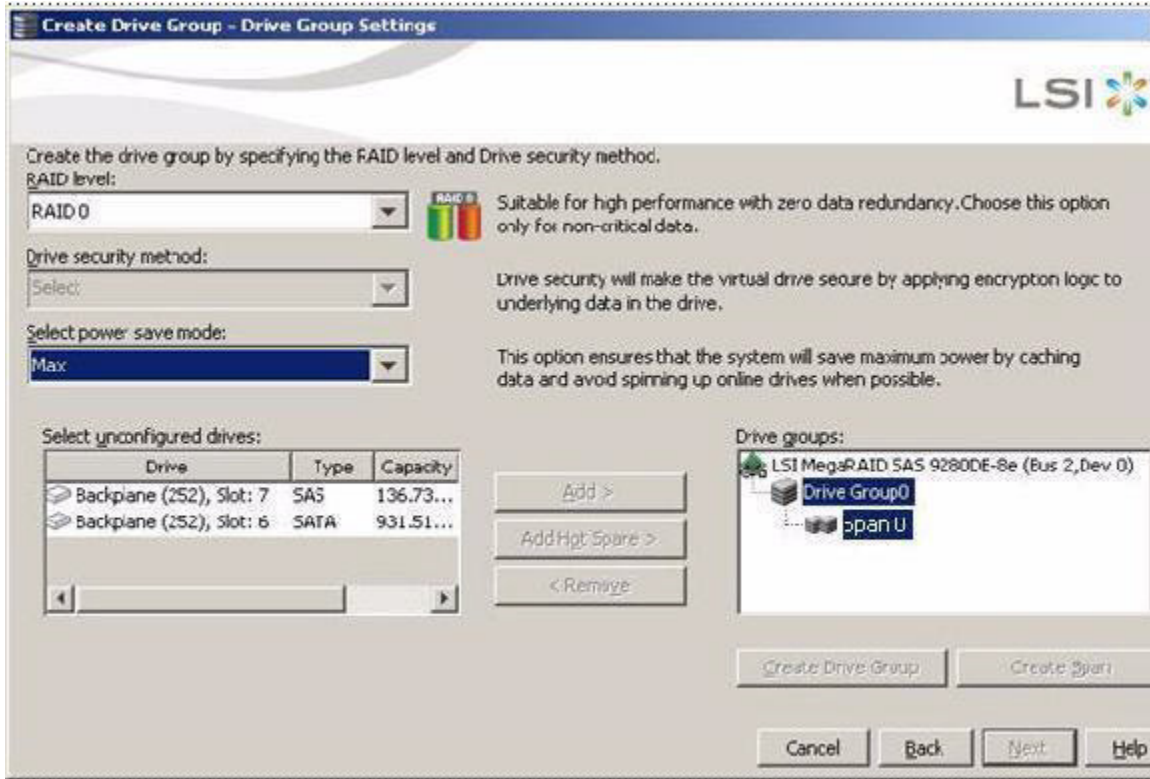 Create Drive Group - Drive Group Settings
LSI
Create the drive group by specifying the RAID level and Drive security method.
RAID level:
RAID 0
RAID 0
Suitable for high performance with zero data redundancy.Choose this option
only for non-critical data.
Drive security method:
Select
Drive security will make the virtual drive secure by applying encryption logic to
underlying data in the drive.
Select power save mode:
Max
This option ensures that the system will save maximum power by caching
data and avoid spinning up online drives when possible.
Select unconfigured drives:
Drive Type Capacity
Backplane (252), Slot: 7 SAS 136.73...
Backplane (252), Slot: 6 SATA 931.51...
Add >
Add Hot Spare >
< Remove
Drive groups:
LSI MegaRAID SAS 9280DE-8e (Bus 2,Dev 0)
Drive Group0
Span 0
Create Drive Group
Create Span
Cancel
Back
Next
Help